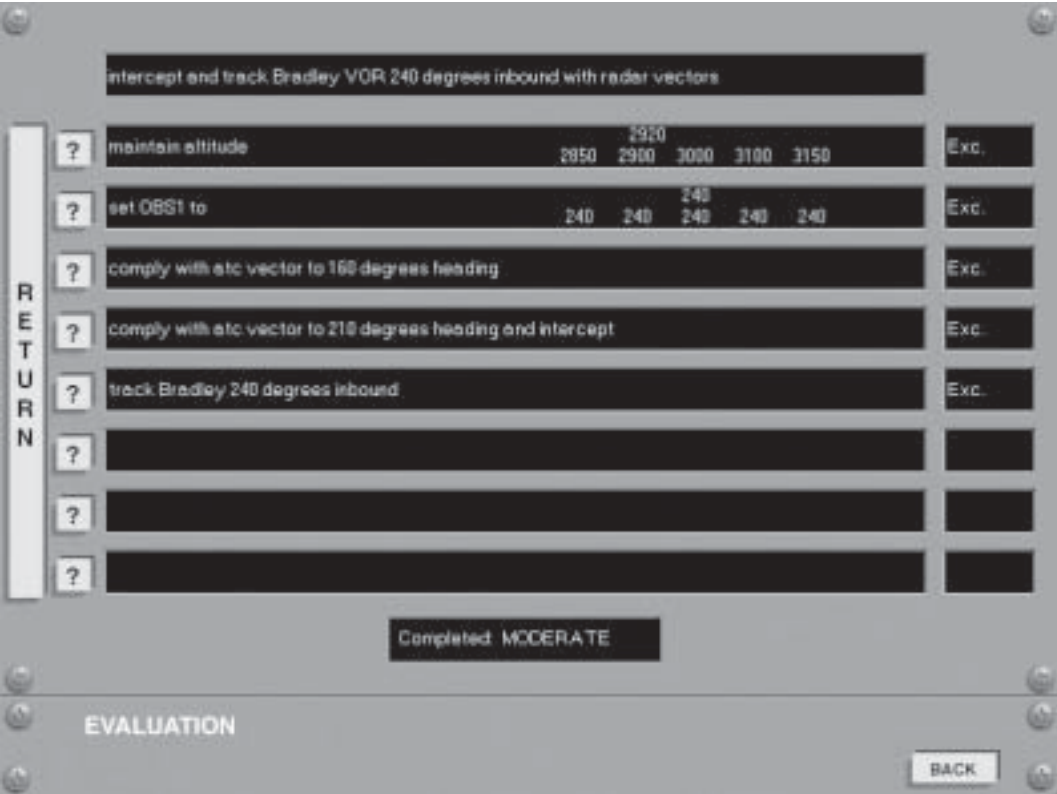 intercept and track Bradley VOR 240 degrees inbound with radar vectors
? maintain altitude 2920 Exc.
2850 2900 3000 3100 3150
? set OBS1 to 240 Exc.
240 240 240 240 240
? comply with atc vector to 160 degrees heading Exc.
? comply with atc vector to 210 degrees heading and intercept Exc.
? track Bradley 240 degrees inbound Exc.
?
?
?
RETURN
Completed: MODERATE
EVALUATION
BACK